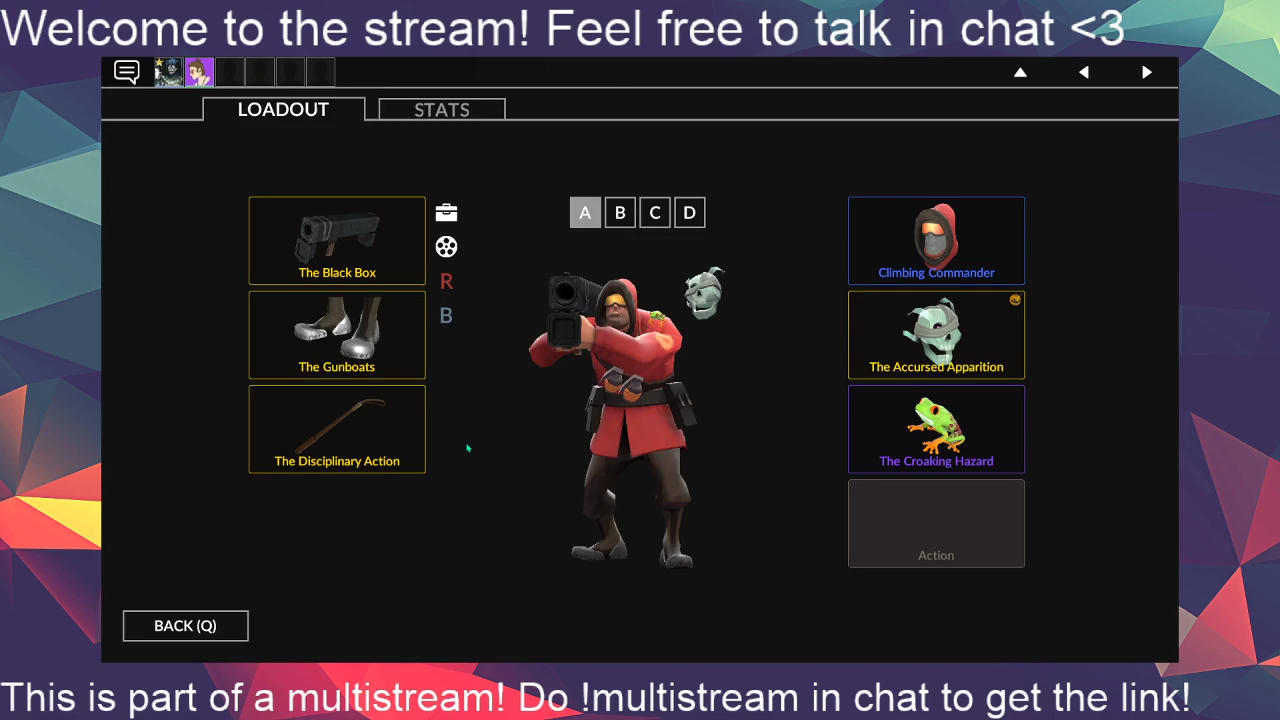 Welcome to the stream! Feel free to talk in chat <3
LOADOUT
STATS
A B C D
The Black Box
R
B
The Gunboats
The Disciplinary Action
Climbing Commander
The Accursed Apparition
The Croaking Hazard
Action
BACK (Q)
This is part of a multistream! Do !multistream in chat to get the link!